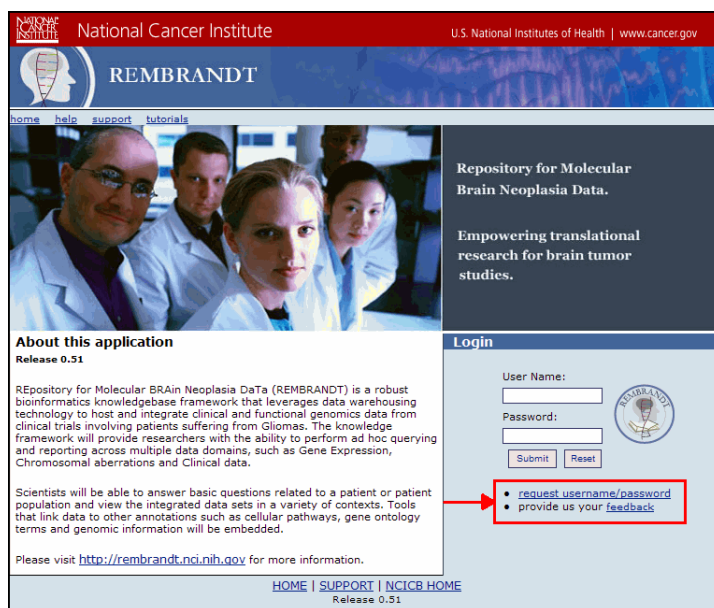 NATIONAL
CANCER
INSTITUTE
National Cancer Institute
U.S. National Institutes of Health | www.cancer.gov
REMBRANDT
home help support tutorials
Repository for Molecular
Brain Neoplasia Data.
Empowering translational
research for brain tumor
studies.
About this application
Release 0.51
REpository for Molecular BRAin Neoplasia DaTa (REMBRANDT) is a robust
bioinformatics knowledgebase framework that leverages data warehousing
technology to host and integrate clinical and functional genomics data from
clinical trials involving patients suffering from Gliomas. The knowledge
framework will provide researchers with the ability to perform ad hoc querying
and reporting across multiple data domains, such as Gene Expression,
Chromosomal aberrations and Clinical data.
Scientists will be able to answer basic questions related to a patient or patient
population and view the integrated data sets in a variety of contexts. Tools
that link data to other annotations such as cellular pathways, gene ontology
terms and genomic information will be embedded.
Please visit http://rembrandt.nci.nih.gov for more information.
Login
User Name:
Password:
Submit Reset
REMBRANDT
• request username/password
• provide us your feedback
HOME | SUPPORT | NCICB HOME
Release 0.51